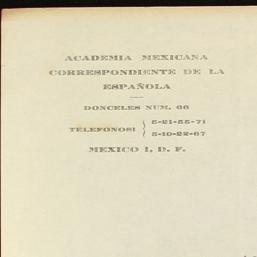 ACADEMIA MEXICANA
CORRESPONDIENTE DE LA
ESPAÑOLA
DONCELES NUM. 66
TELEFONOS: 5-21-55-71
5-10-22-67
MEXICO 1, D. F.